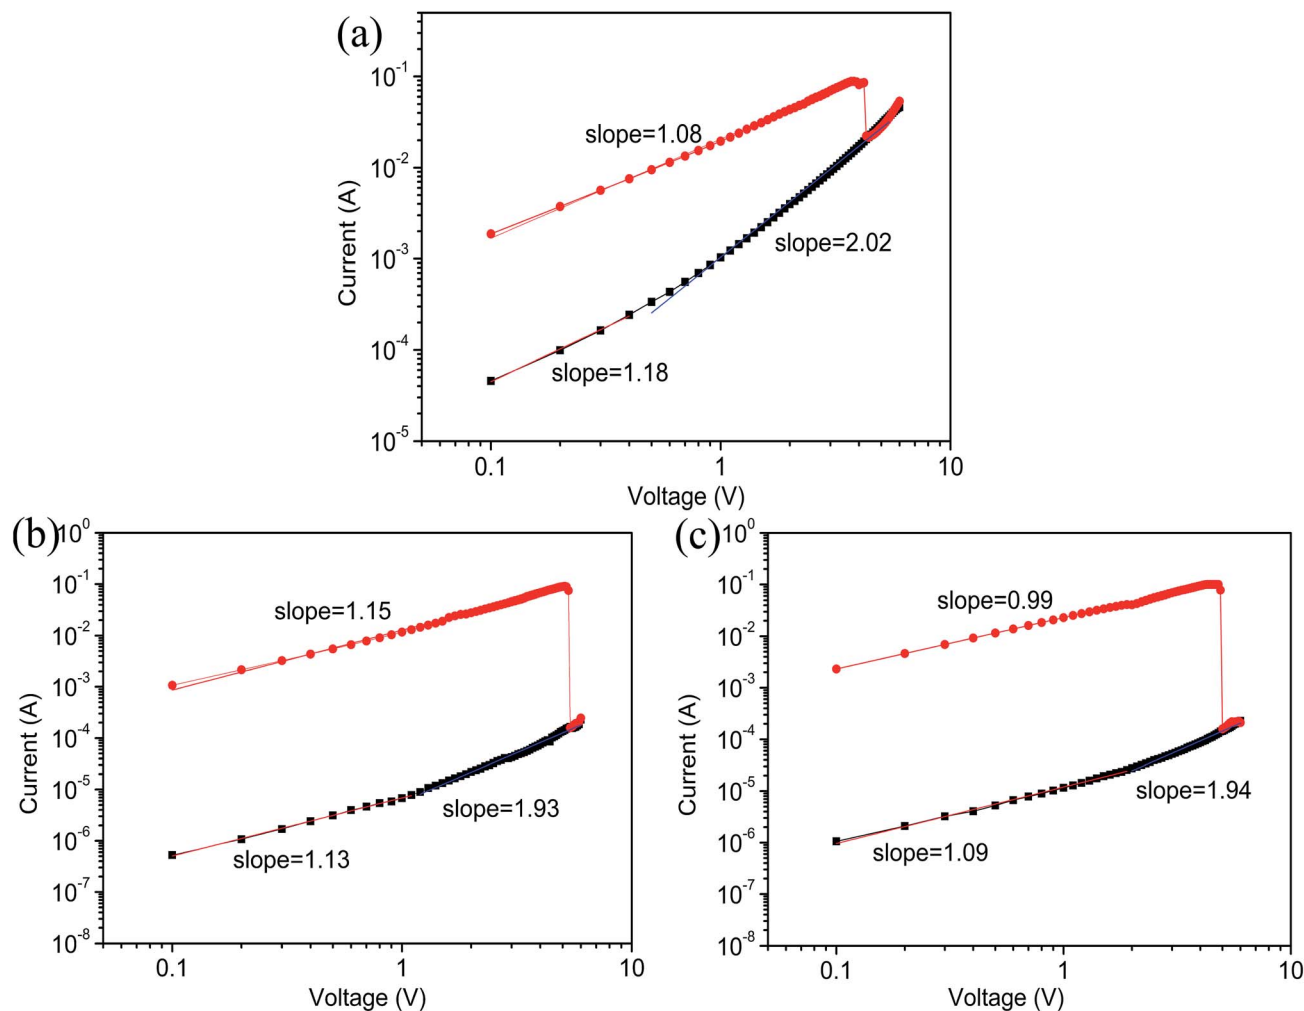 (a)
10⁻¹
10⁻²
10⁻³
10⁻⁴
10⁻⁵
Current (A)
slope=1.08
slope=2.02
slope=1.18
0.1
1
10
Voltage (V)
(b)
10⁰
10⁻¹
10⁻²
10⁻³
10⁻⁴
10⁻⁵
10⁻⁶
10⁻⁷
10⁻⁸
Current (A)
slope=1.15
slope=1.93
slope=1.13
0.1
1
10
Voltage (V)
(c)
10⁰
10⁻¹
10⁻²
10⁻³
10⁻⁴
10⁻⁵
10⁻⁶
10⁻⁷
10⁻⁸
Current (A)
slope=0.99
slope=1.94
slope=1.09
0.1
1
10
Voltage (V)